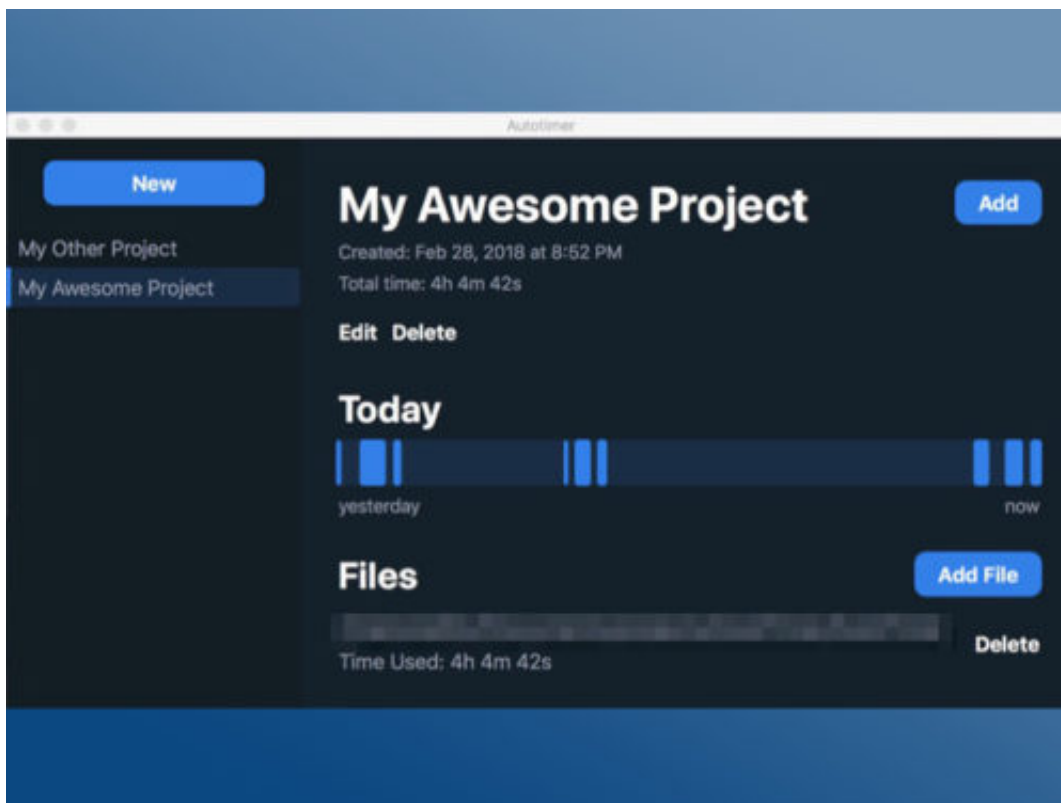 Autotimer
New
My Other Project
My Awesome Project
My Awesome Project
Add
Created: Feb 28, 2018 at 8:52 PM
Total time: 4h 4m 42s
Edit Delete
Today
yesterday
now
Files
Add File
Delete
Time Used: 4h 4m 42s